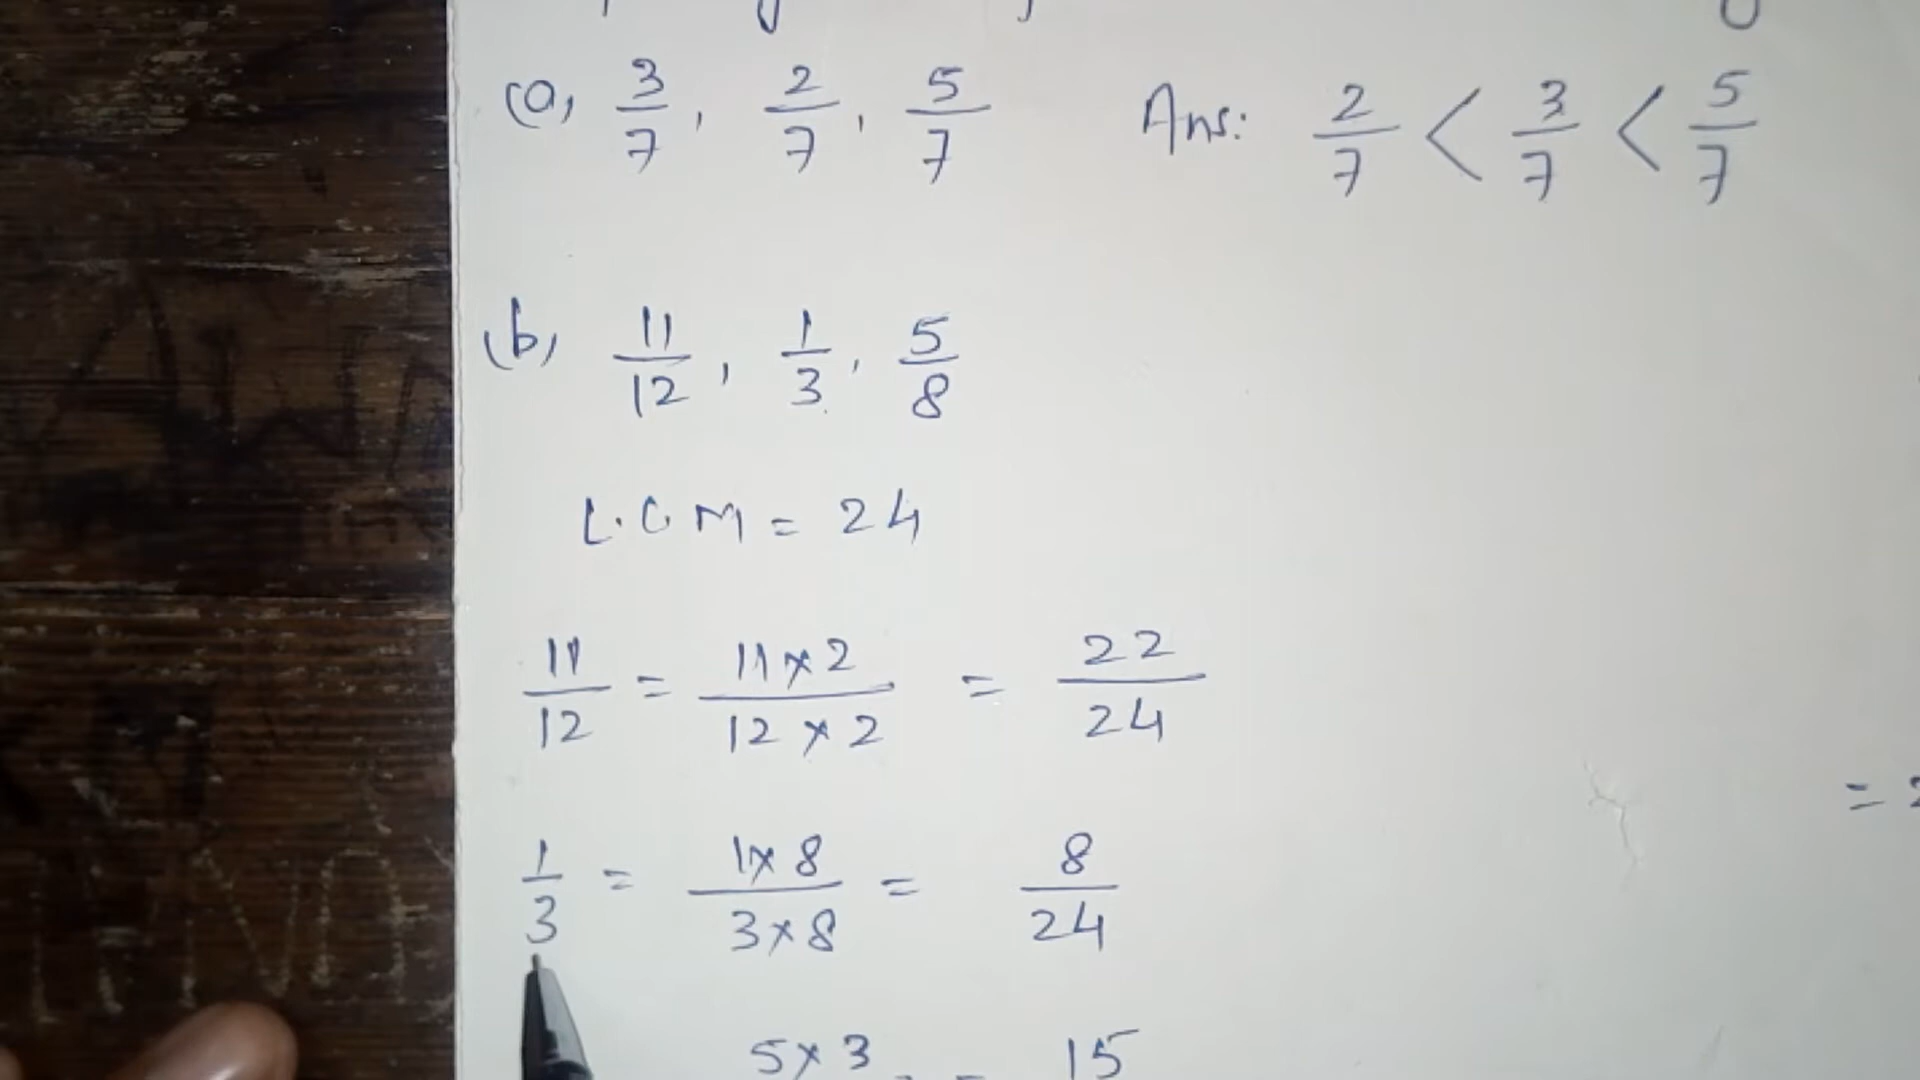 (a) 3/7, 2/7, 5/7 Ans: 2/7 < 3/7 < 5/7
(b) 11/12, 1/3, 5/8
L.C.M = 24
11/12 = 11×2/12×2 = 22/24
1/3 = 1×8/3×8 = 8/24
5×3 = 15